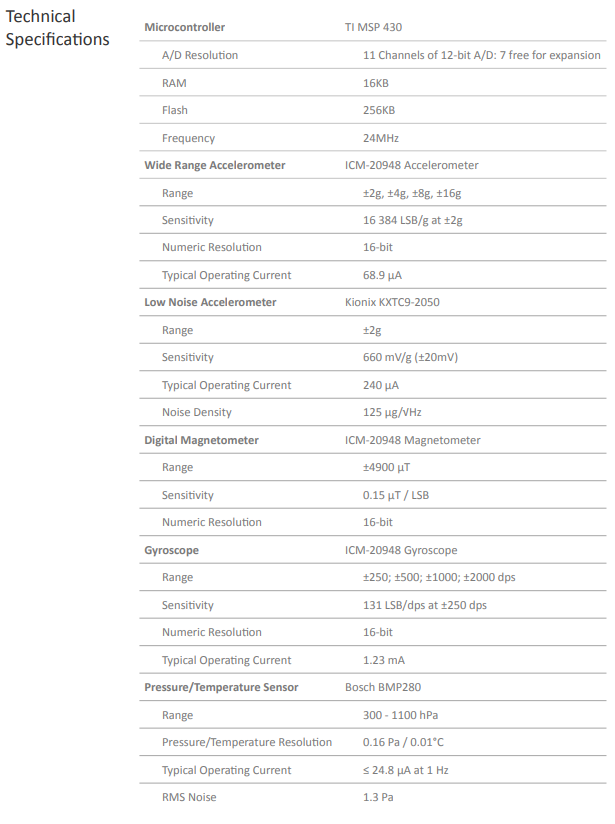 Technical
Specifications
Microcontroller TI MSP 430
A/D Resolution 11 Channels of 12-bit A/D: 7 free for expansion
RAM 16KB
Flash 256KB
Frequency 24MHz
Wide Range Accelerometer ICM-20948 Accelerometer
Range ±2g, ±4g, ±8g, ±16g
Sensitivity 16 384 LSB/g at ±2g
Numeric Resolution 16-bit
Typical Operating Current 68.9 μA
Low Noise Accelerometer Kionix KXTC9-2050
Range ±2g
Sensitivity 660 mV/g (±20mV)
Typical Operating Current 240 μA
Noise Density 125 μg/√Hz
Digital Magnetometer ICM-20948 Magnetometer
Range ±4900 μT
Sensitivity 0.15 μT / LSB
Numeric Resolution 16-bit
Gyroscope ICM-20948 Gyroscope
Range ±250; ±500; ±1000; ±2000 dps
Sensitivity 131 LSB/dps at ±250 dps
Numeric Resolution 16-bit
Typical Operating Current 1.23 mA
Pressure/Temperature Sensor Bosch BMP280
Range 300 - 1100 hPa
Pressure/Temperature Resolution 0.16 Pa / 0.01°C
Typical Operating Current ≤ 24.8 μA at 1 Hz
RMS Noise 1.3 Pa